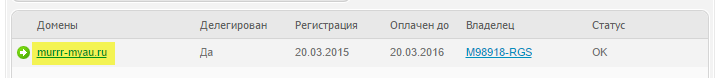 Домены Делегирован Регистрация Оплачен до Владелец Статус
murrr-myau.ru Да 20.03.2015 20.03.2016 M98918-RGS OK